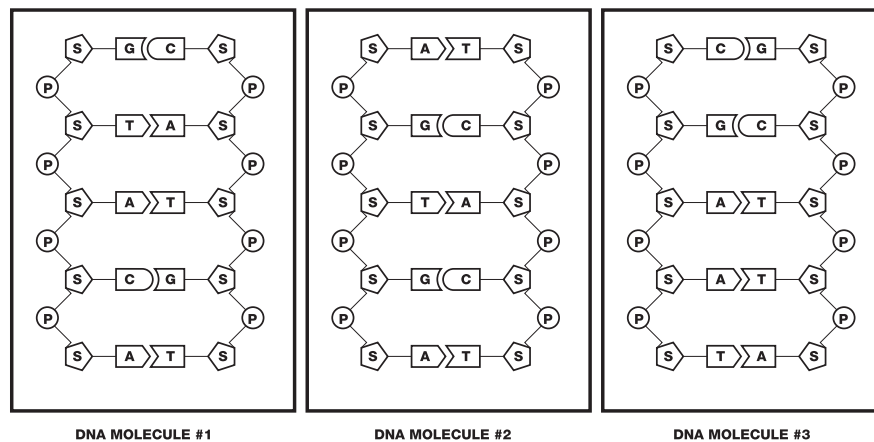 S G C S
P P
S T A S
P P
S A T S
P P
S C G S
P P
S A T S
DNA MOLECULE #1
S A T S
P P
S G C S
P P
S T A S
P P
S G C S
P P
S A T S
DNA MOLECULE #2
S C G S
P P
S G C S
P P
S A T S
P P
S A T S
P P
S T A S
DNA MOLECULE #3